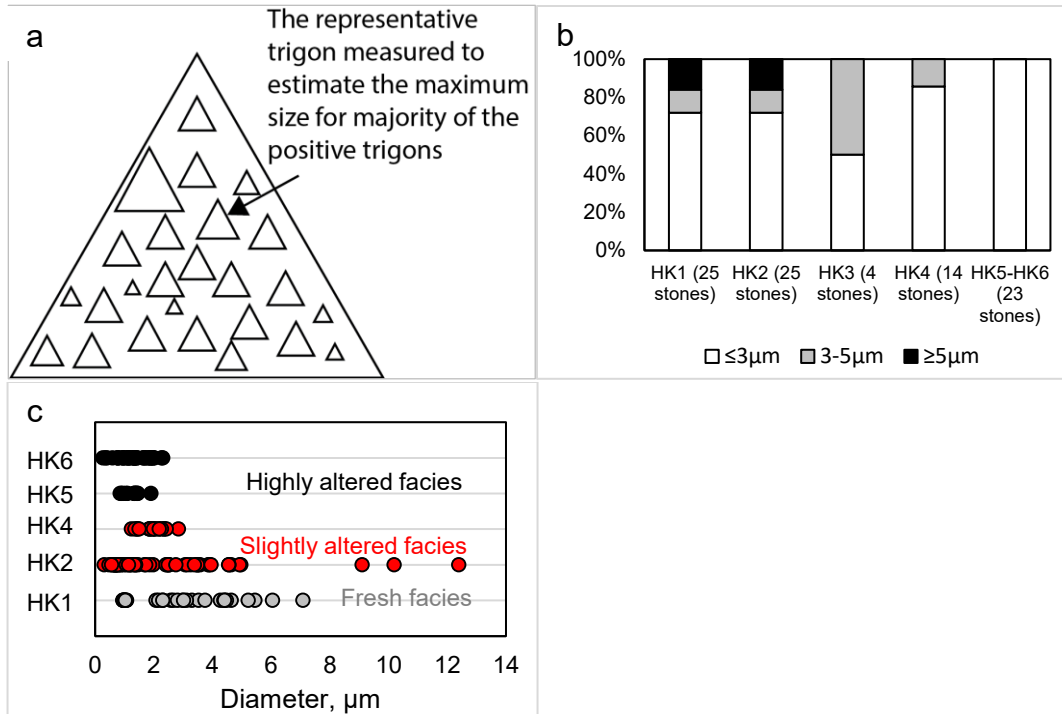 a
The representative
trigon measured to
estimate the maximum
size for majority of the
positive trigons
b
100%
80%
60%
40%
20%
0%
HK1 (25
stones)
HK2 (25
stones)
HK3 (4
stones)
HK4 (14
stones)
HK5-HK6
(23
stones)
≤3µm
3-5µm
≥5µm
c
HK6
HK5
HK4
HK2
HK1
Highly altered facies
Slightly altered facies
Fresh facies
0 2 4 6 8 10 12 14
Diameter, µm